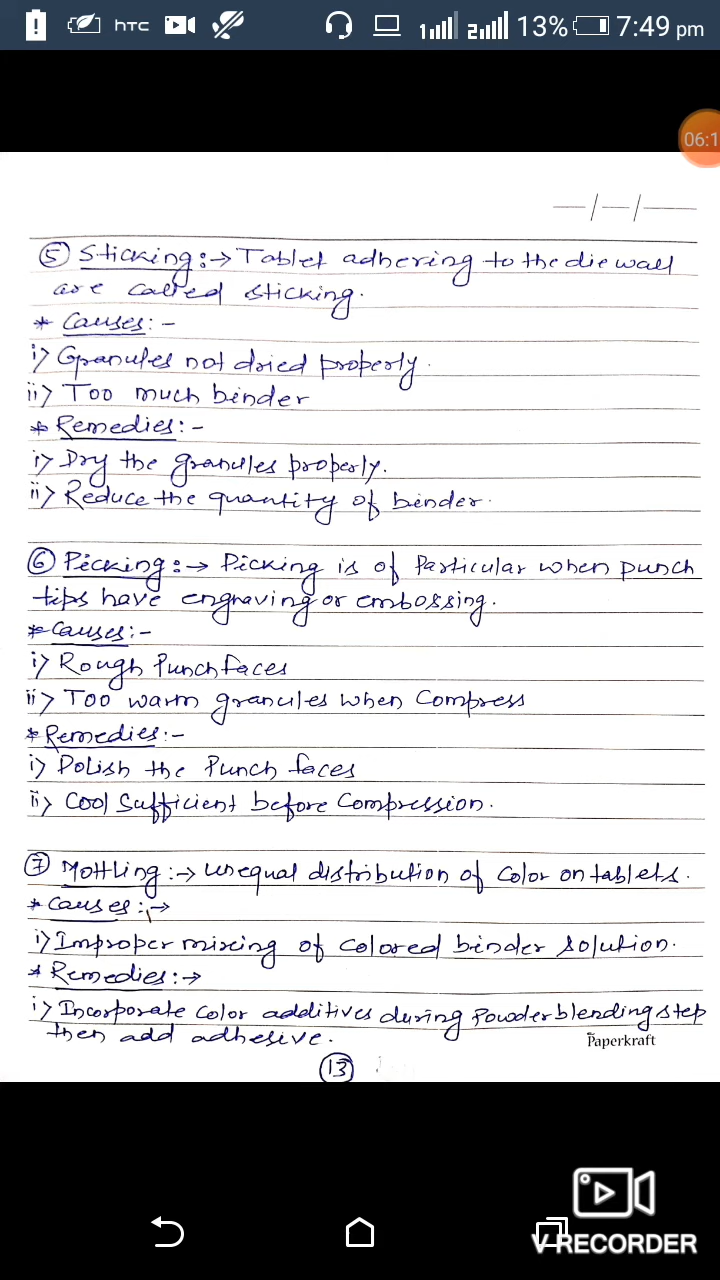 hTC 1 2 13% 7:49 pm
06:1
—/—/—
⑤ Sticking:→ Tablet adhering to the die wall
are called sticking.
* Causes:-
i> Granules not dried properly.
ii> Too much binder
* Remedies:-
i> Dry the granules properly.
ii> Reduce the quantity of binder.
⑥ Picking:→ Picking is of Particular when punch
tips have engraving or embossing.
* Causes:-
i> Rough Punch faces
ii> Too warm granules when Compress
* Remedies:-
i> Polish the Punch faces
ii> Cool Sufficient before Compression.
⑦ Mottling:→ unequal distribution of Color on tablets.
* Causes:→
i> Improper mixing of Colored binder solution.
* Remedies:→
i> Incorporate Color additives during Powder blending step
then add adhesive.
Paperkraft
⑬
V RECORDER